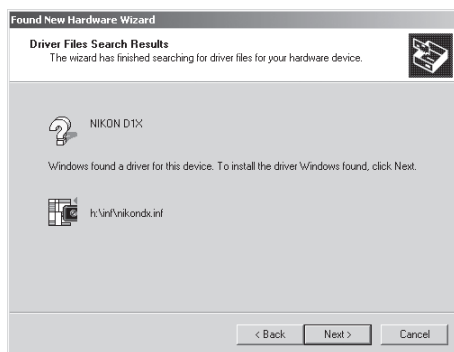 Found New Hardware Wizard
Driver Files Search Results
The wizard has finished searching for driver files for your hardware device.
NIKON D1X
Windows found a driver for this device. To install the driver Windows found, click Next.
h:\inf\nikondx.inf
< Back Next > Cancel